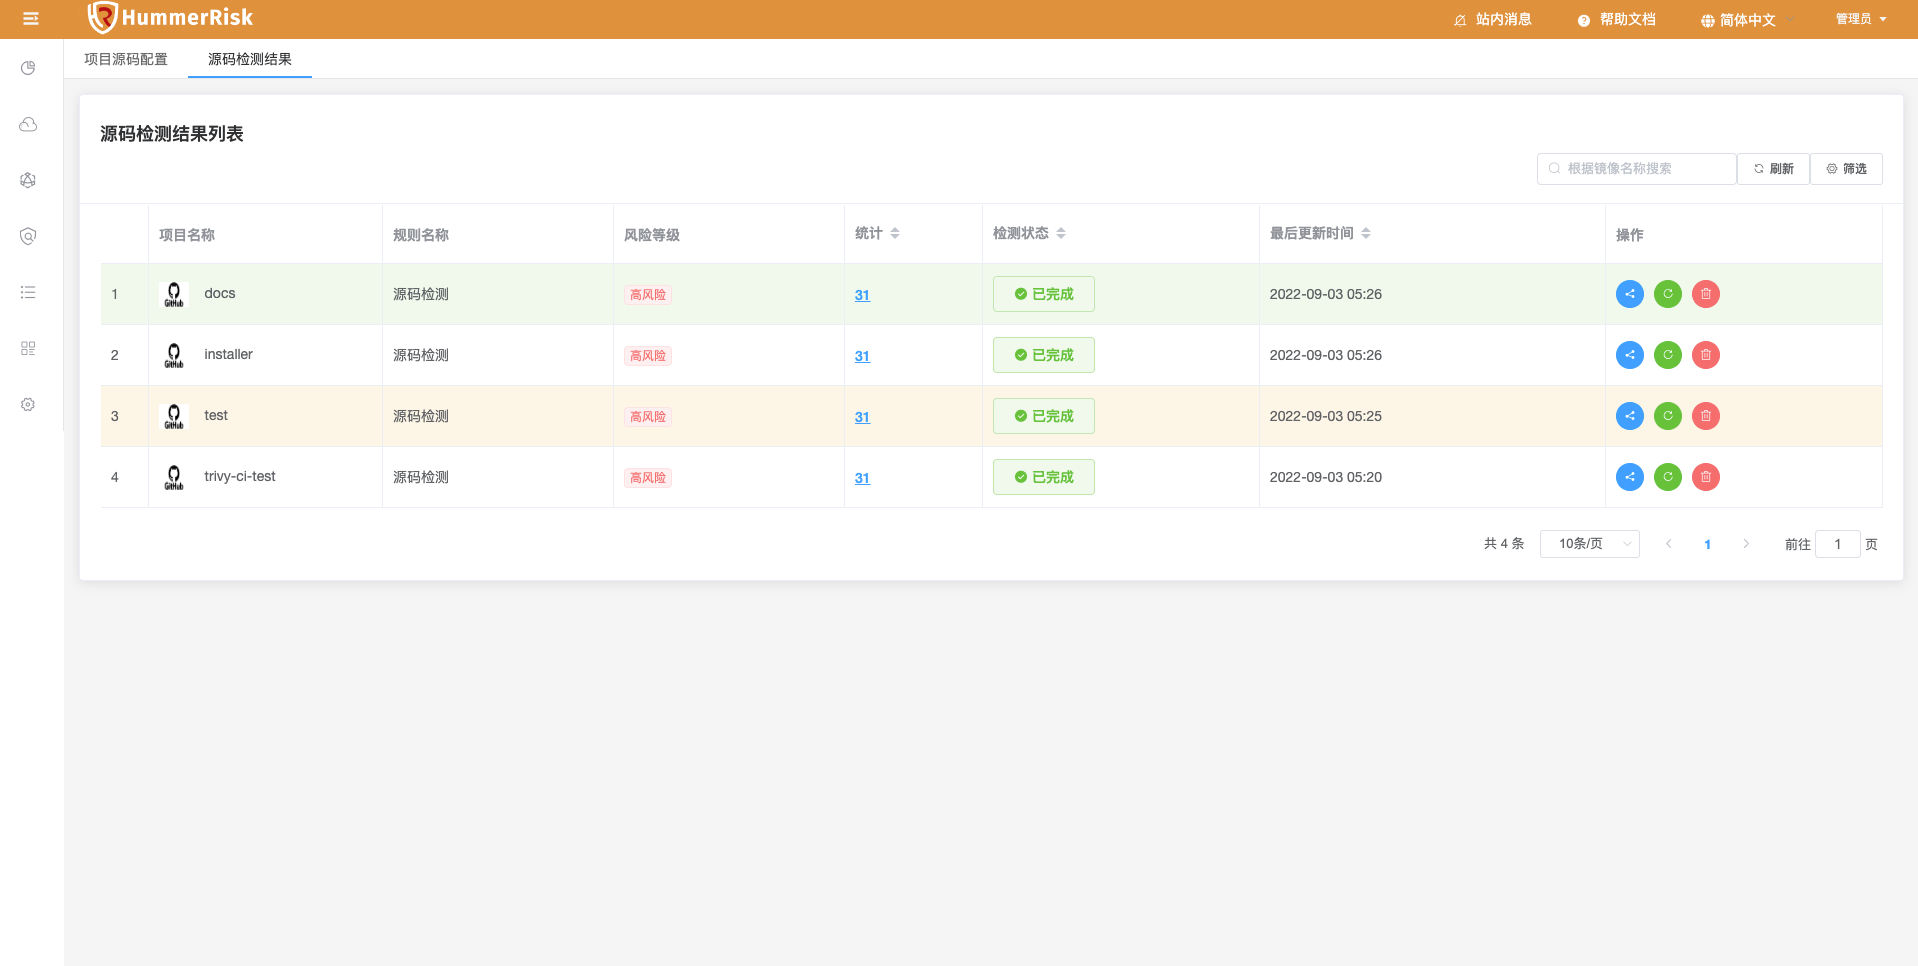 HummerRisk 站内消息 帮助文档 简体中文 管理员
项目源码配置 源码检测结果
源码检测结果列表
根据镜像名称搜索 刷新 筛选
项目名称 规则名称 风险等级 统计 检测状态 最后更新时间 操作
1 GitHub docs 源码检测 高风险 31 已完成 2022-09-03 05:26
2 GitHub installer 源码检测 高风险 31 已完成 2022-09-03 05:26
3 GitHub test 源码检测 高风险 31 已完成 2022-09-03 05:25
4 GitHub trivy-ci-test 源码检测 高风险 31 已完成 2022-09-03 05:20
共 4 条 10条/页 1 前往 1 页